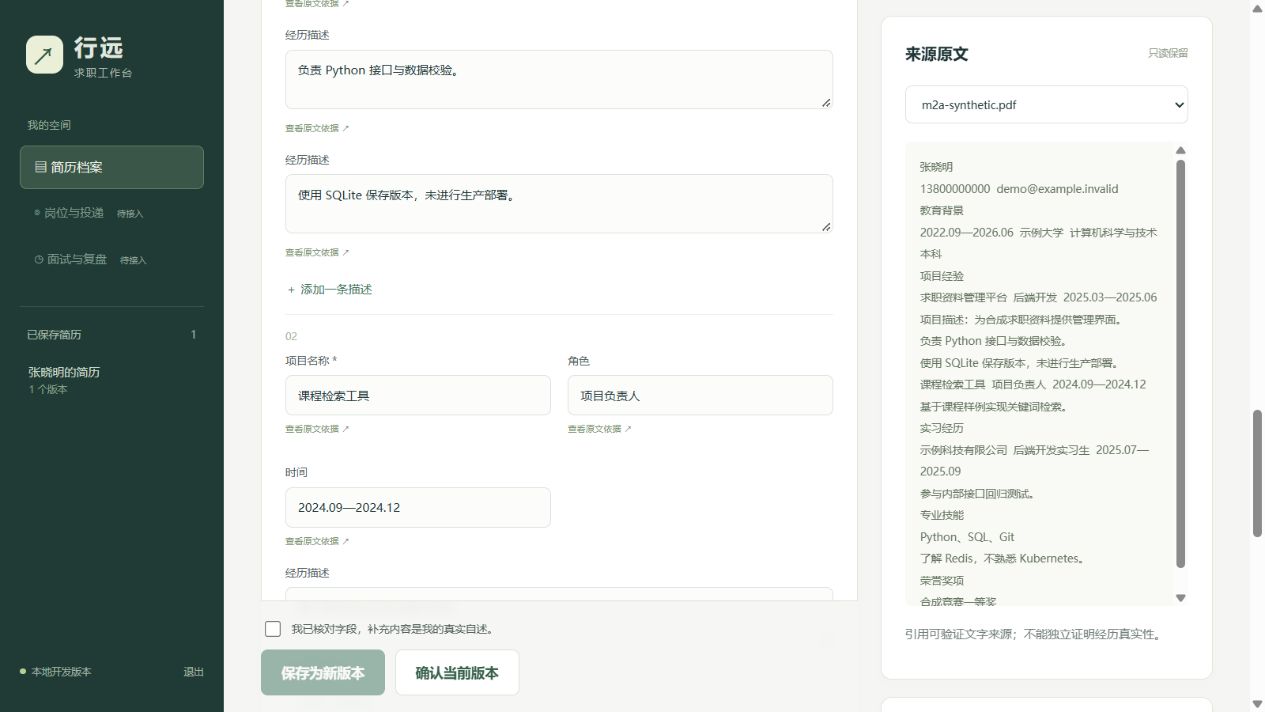 行远
求职工作台
我的空间
简历档案
岗位与投递 待接入
面试与复盘 待接入
已保存简历 1
张晓明的简历
1 个版本
本地开发版本 退出
查看原文依据 ↗
经历描述
负责 Python 接口与数据校验。
查看原文依据 ↗
经历描述
使用 SQLite 保存版本，未进行生产部署。
查看原文依据 ↗
+ 添加一条描述
02
项目名称 * 角色
课程检索工具 项目负责人
查看原文依据 ↗ 查看原文依据 ↗
时间
2024.09—2024.12
查看原文依据 ↗
经历描述
我已核对字段，补充内容是我的真实自述。
保存为新版本 确认当前版本
来源原文 只读保留
m2a-synthetic.pdf
张晓明
13800000000 demo@example.invalid
教育背景
2022.09—2026.06 示例大学 计算机科学与技术
本科
项目经验
求职资料管理平台 后端开发 2025.03—2025.06
项目描述：为合成求职资料提供管理界面。
负责 Python 接口与数据校验。
使用 SQLite 保存版本，未进行生产部署。
课程检索工具 项目负责人 2024.09—2024.12
基于课程样例实现关键词检索。
实习经历
示例科技有限公司 后端开发实习生 2025.07—
2025.09
参与内部接口回归测试。
专业技能
Python、SQL、Git
了解 Redis，不熟悉 Kubernetes。
荣誉奖项
合成竞赛一等奖
引用可验证文字来源；不能独立证明经历真实性。